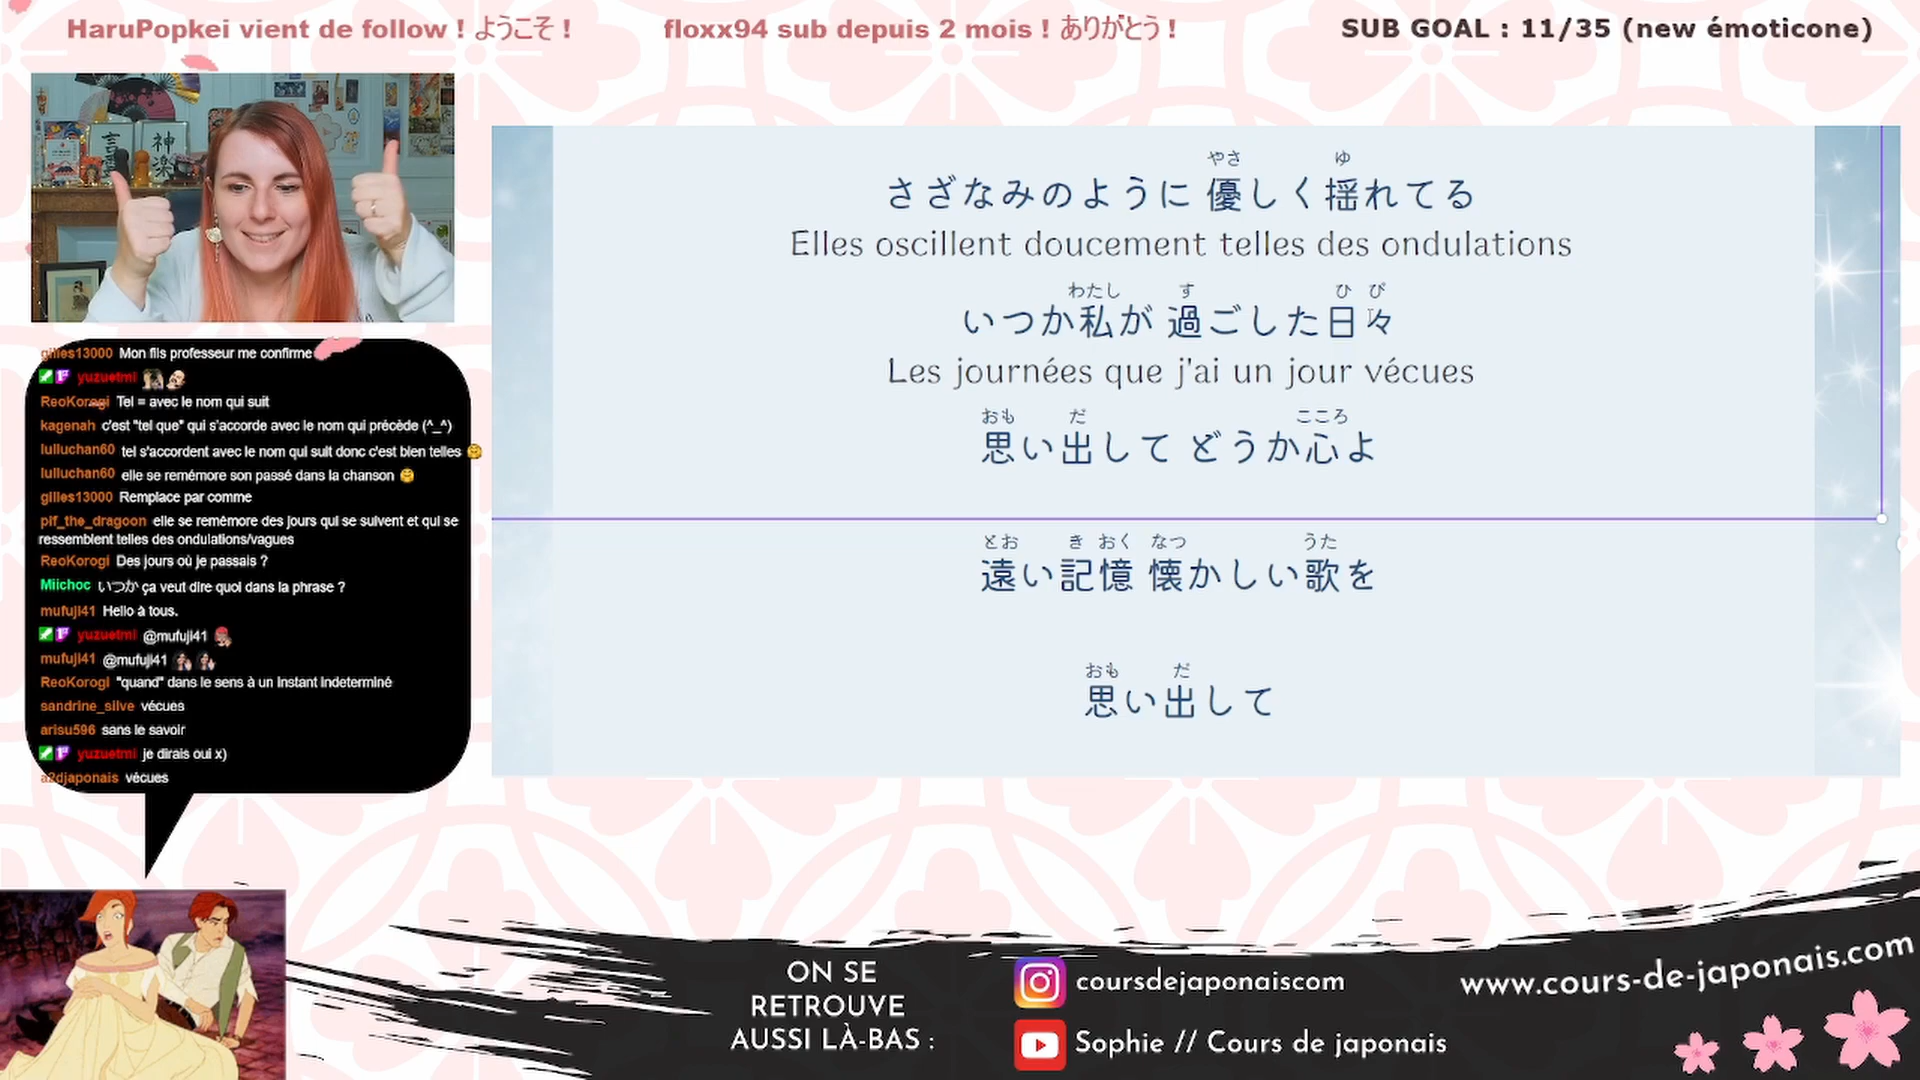 HaruPopkei vient de follow ! ようこそ !
floxx94 sub depuis 2 mois ! ありがとう !
SUB GOAL : 11/35 (new émoticone)
神楽
やさ ゆ
さざなみのように 優しく揺れてる
Elles oscillent doucement telles des ondulations
わたし す ひ び
いつか私が 過ごした日々
Les journées que j'ai un jour vécues
おも だ こころ
思い出して どうか心よ
とお き おく なつ うた
遠い記憶 懐かしい歌を
おも だ
思い出して
gilles13000 Mon fils professeur me confirme
yuzuetmi
ReoKorogi Tel = avec le nom qui suit
kagenah c'est "tel que" qui s'accorde avec le nom qui précède (^_^)
lulluchan60 tel s'accordent avec le nom qui suit donc c'est bien telles
lulluchan60 elle se remémore son passé dans la chanson
gilles13000 Remplace par comme
pif_the_dragoon elle se remémore des jours qui se suivent et qui se
ressemblent telles des ondulations/vagues
ReoKorogi Des jours où je passais ?
Miichoc いつか ça veut dire quoi dans la phrase ?
mufuji41 Hello à tous.
yuzuetmi @mufuji41
mufuji41 @mufuji41
ReoKorogi "quand" dans le sens à un instant indeterminé
sandrine_silve vécues
arisu596 sans le savoir
yuzuetmi je dirais oui x)
a2djaponais vécues
ON SE
RETROUVE
AUSSI LÀ-BAS :
coursdejaponaiscom
Sophie // Cours de japonais
www.cours-de-japonais.com